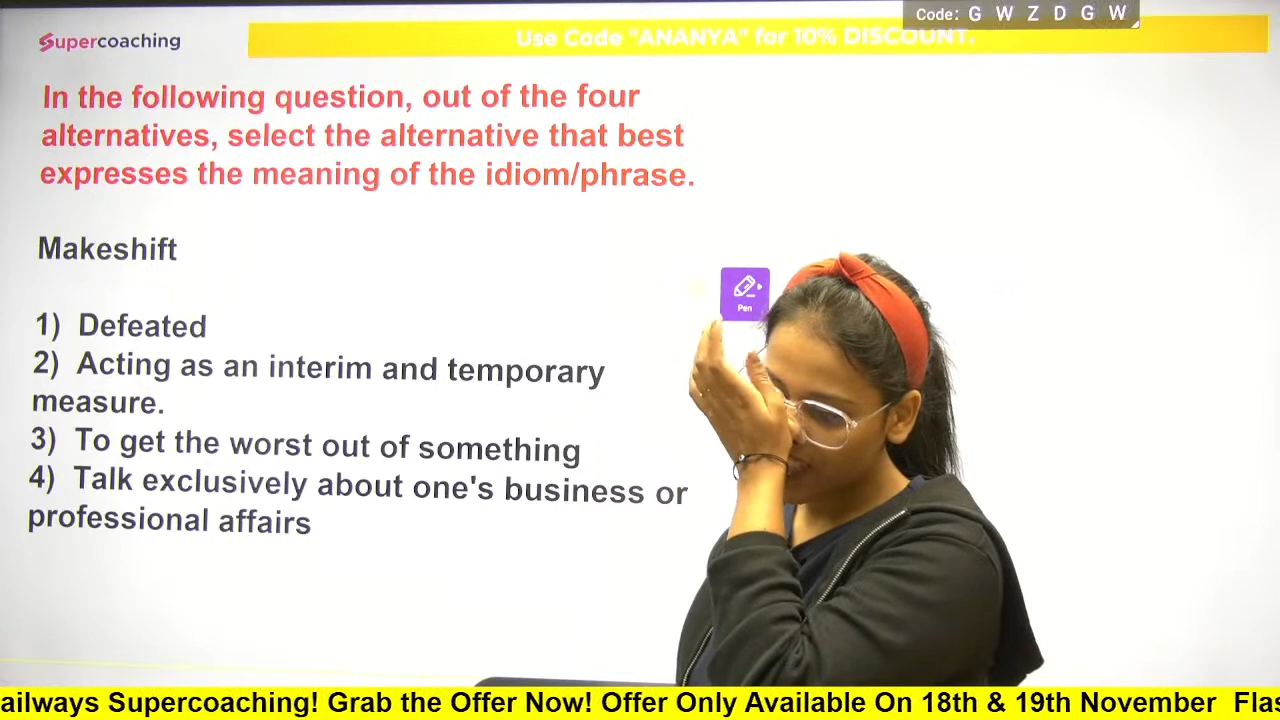 Supercoaching
Use Code "ANANYA" for 10% DISCOUNT.
Code: G W Z D G W
In the following question, out of the four
alternatives, select the alternative that best
expresses the meaning of the idiom/phrase.
Makeshift
1) Defeated
2) Acting as an interim and temporary
measure.
3) To get the worst out of something
4) Talk exclusively about one's business or
professional affairs
Pen
ailways Supercoaching! Grab the Offer Now! Offer Only Available On 18th & 19th November Flas